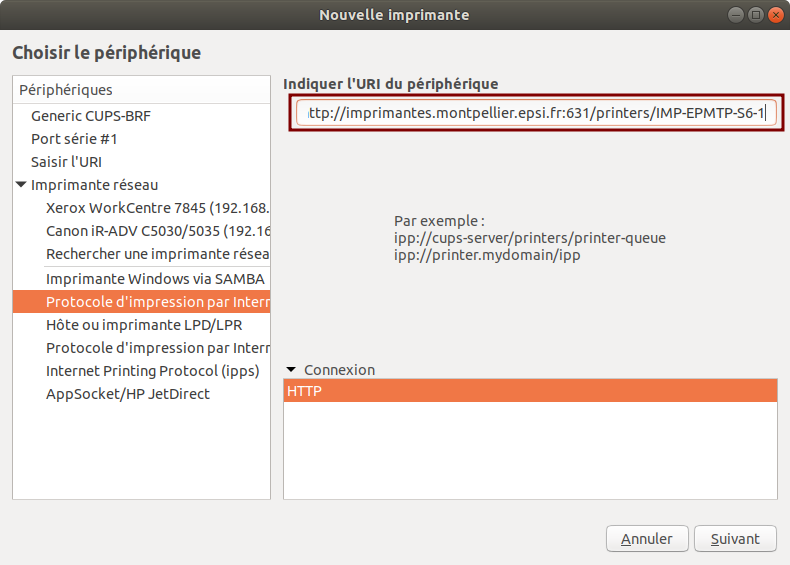 Nouvelle imprimante
Choisir le périphérique
Périphériques
Generic CUPS-BRF
Port série #1
Saisir l'URI
Imprimante réseau
Xerox WorkCentre 7845 (192.168.
Canon iR-ADV C5030/5035 (192.16
Rechercher une imprimante résea
Imprimante Windows via SAMBA
Protocole d'impression par Intern
Hôte ou imprimante LPD/LPR
Protocole d'impression par Intern
Internet Printing Protocol (ipps)
AppSocket/HP JetDirect
Indiquer l'URI du périphérique
ttp://imprimantes.montpellier.epsi.fr:631/printers/IMP-EPMTP-S6-1
Par exemple :
ipp://cups-server/printers/printer-queue
ipp://printer.mydomain/ipp
Connexion
HTTP
Annuler
Suivant